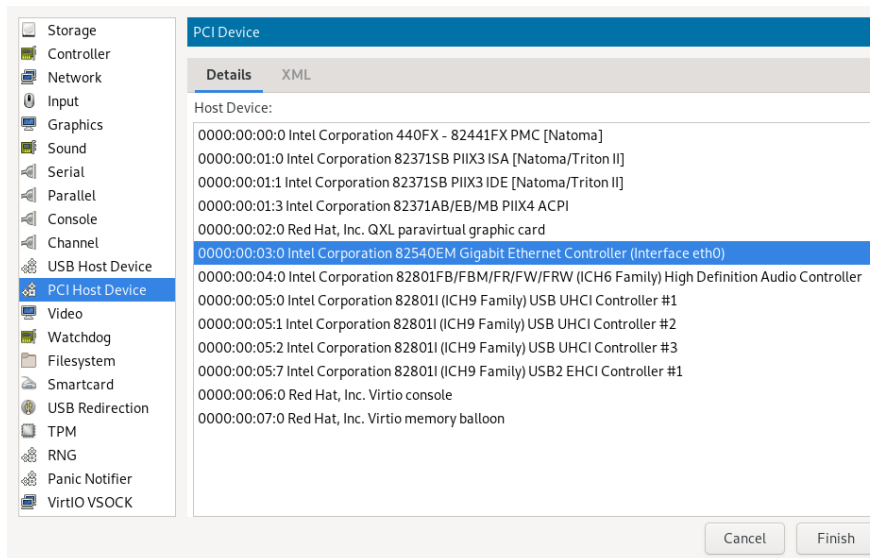 Storage
Controller
Network
Input
Graphics
Sound
Serial
Parallel
Console
Channel
USB Host Device
PCI Host Device
Video
Watchdog
Filesystem
Smartcard
USB Redirection
TPM
RNG
Panic Notifier
VirtIO VSOCK
PCI Device
Details XML
Host Device:
0000:00:00:0 Intel Corporation 440FX - 82441FX PMC [Natoma]
0000:00:01:0 Intel Corporation 82371SB PIIX3 ISA [Natoma/Triton II]
0000:00:01:1 Intel Corporation 82371SB PIIX3 IDE [Natoma/Triton II]
0000:00:01:3 Intel Corporation 82371AB/EB/MB PIIX4 ACPI
0000:00:02:0 Red Hat, Inc. QXL paravirtual graphic card
0000:00:03:0 Intel Corporation 82540EM Gigabit Ethernet Controller (Interface eth0)
0000:00:04:0 Intel Corporation 82801FB/FBM/FR/FW/FRW (ICH6 Family) High Definition Audio Controller
0000:00:05:0 Intel Corporation 82801I (ICH9 Family) USB UHCI Controller #1
0000:00:05:1 Intel Corporation 82801I (ICH9 Family) USB UHCI Controller #2
0000:00:05:2 Intel Corporation 82801I (ICH9 Family) USB UHCI Controller #3
0000:00:05:7 Intel Corporation 82801I (ICH9 Family) USB2 EHCI Controller #1
0000:00:06:0 Red Hat, Inc. Virtio console
0000:00:07:0 Red Hat, Inc. Virtio memory balloon
Cancel Finish